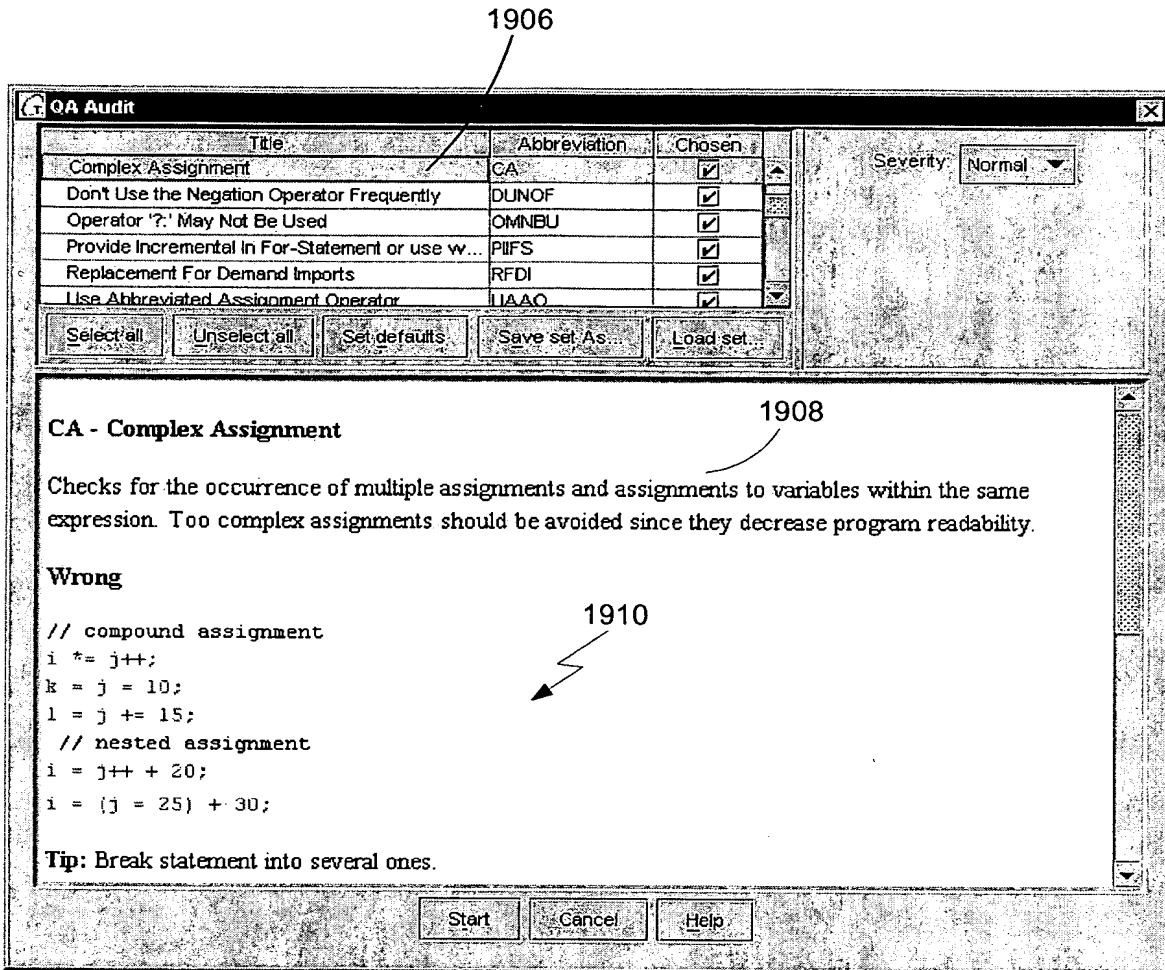 1906
QA Audit
Title Abbreviation Chosen
Complex Assignment CA
Don't Use the Negation Operator Frequently DUNOF
Operator '?:' May Not Be Used OMNBU
Provide Incremental In For-Statement or use w... PIIFS
Replacement For Demand Imports RFDI
Use Abbreviated Assignment Operator UAAO
Severity: Normal
Select all Unselect all Set defaults Save set As... Load set...
1908
CA - Complex Assignment
Checks for the occurrence of multiple assignments and assignments to variables within the same
expression. Too complex assignments should be avoided since they decrease program readability.
Wrong
1910
// compound assignment
i *= j++;
k = j = 10;
l = j += 15;
// nested assignment
i = j++ + 20;
i = (j = 25) + 30;
Tip: Break statement into several ones.
Start Cancel Help